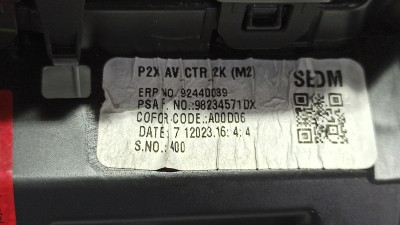 P2X AV CTR 2K (M2)
SEDM
ERP NO.:92440039
PSA P. NO.:98234571DX
COFOR CODE.:A00D06
DATE: 7 12023.16: 4: 4
S.NO.: 400